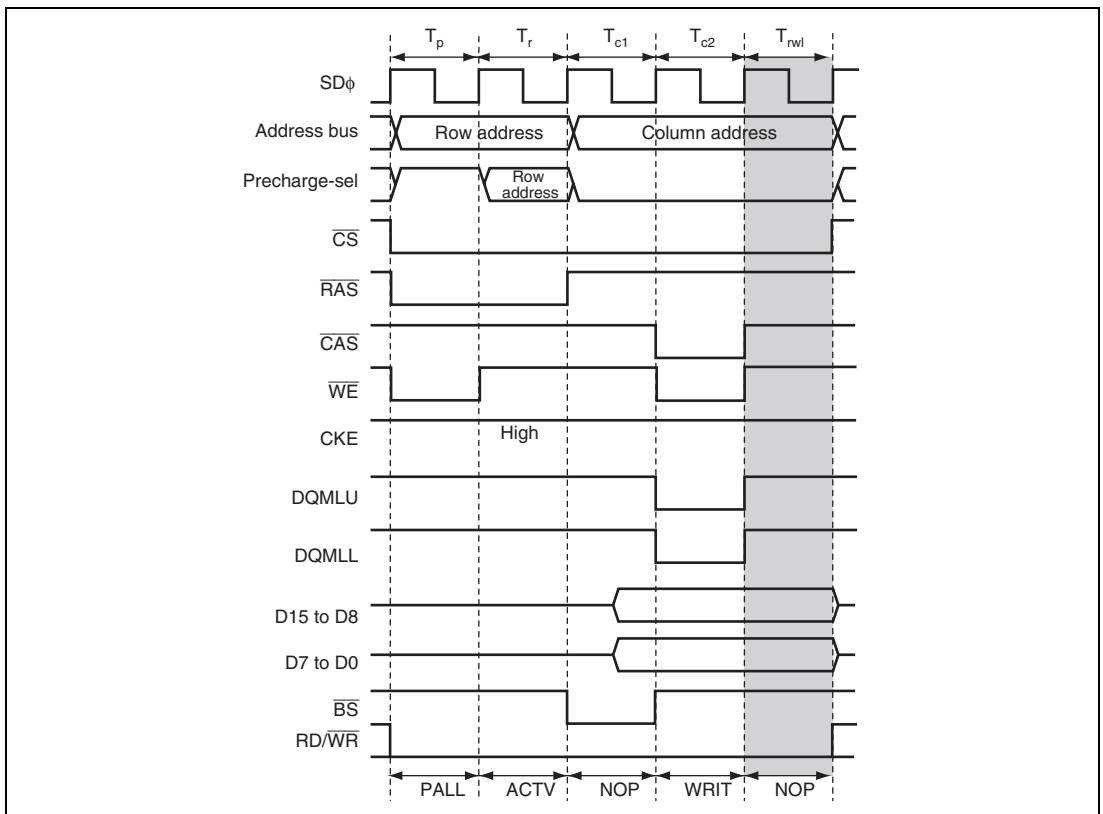 Tp Tr Tc1 Tc2 Trwl
SDϕ
Address bus Row address Column address
Precharge-sel Row address
CS
RAS
CAS
WE
CKE High
DQMLU
DQMLL
D15 to D8
D7 to D0
BS
RD/WR
PALL ACTV NOP WRIT NOP